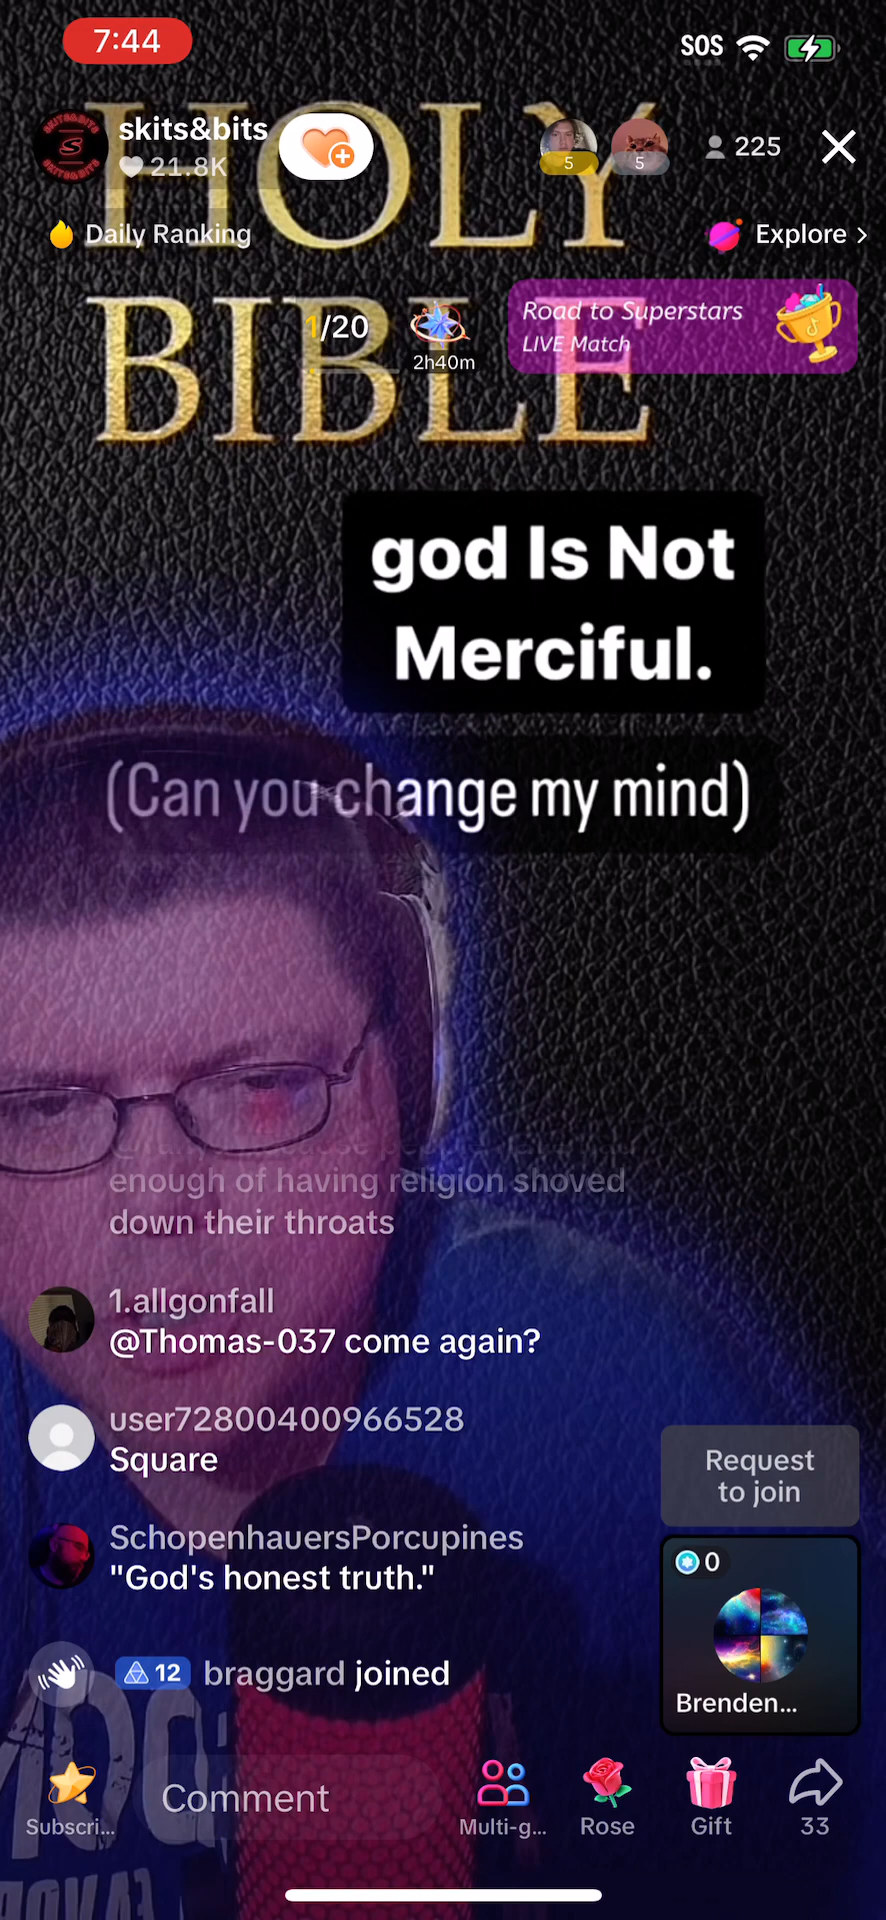 7:44
SOS
HOLY
BIBLE
skits&bits
21.8K
5
5
225
Daily Ranking
Explore >
1/20
2h40m
Road to Superstars
LIVE Match
god Is Not
Merciful.
(Can you change my mind)
enough of having religion shoved
down their throats
1.allgonfall
@Thomas-037 come again?
user72800400966528
Square
SchopenhauersPorcupines
"God's honest truth."
12 braggard joined
Request
to join
0
Brenden...
Subscri...
Comment
Multi-g...
Rose
Gift
33